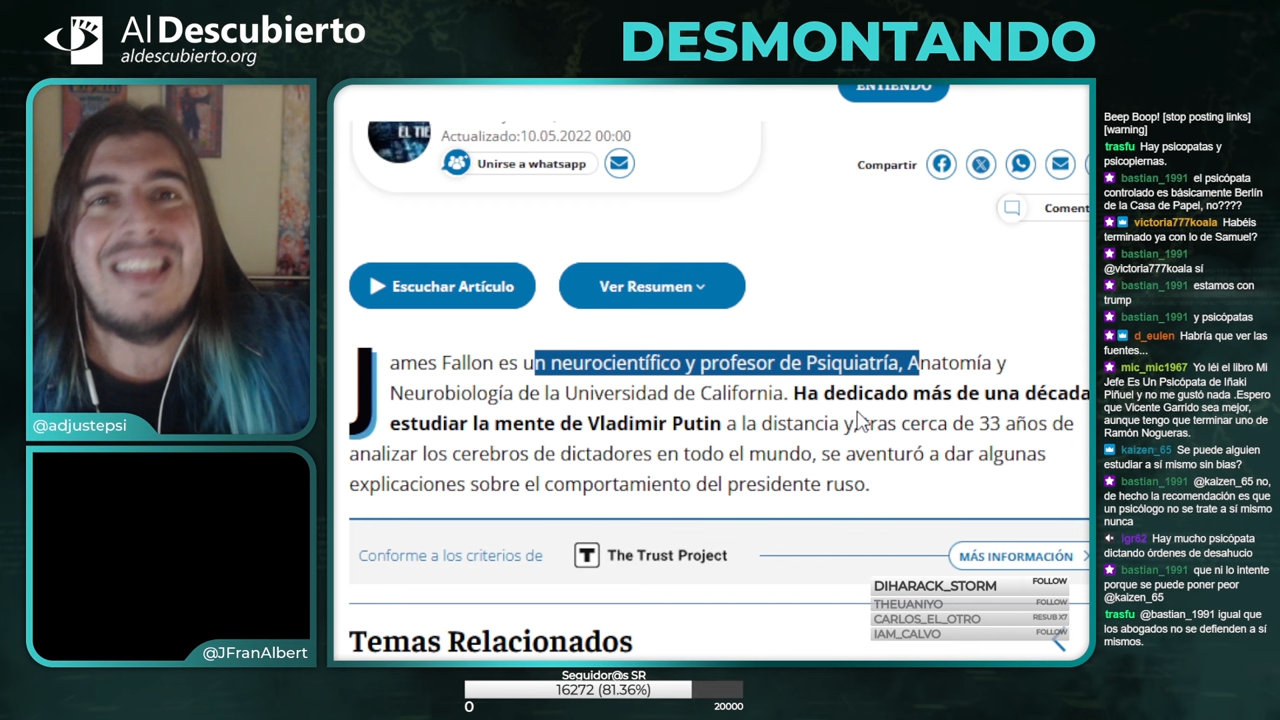 Al Descubierto
aldescubierto.org
DESMONTANDO
@adjustepsi
@JFranAlbert
ENTIENDO
EL TIE
Actualizado:10.05.2022 00:00
Unirse a whatsapp
Compartir
Coment
Escuchar Artículo
Ver Resumen
James Fallon es un neurocientífico y profesor de Psiquiatría, Anatomía y
Neurobiología de la Universidad de California. Ha dedicado más de una década
estudiar la mente de Vladimir Putin a la distancia y tras cerca de 33 años de
analizar los cerebros de dictadores en todo el mundo, se aventuró a dar algunas
explicaciones sobre el comportamiento del presidente ruso.
Conforme a los criterios de
The Trust Project
MÁS INFORMACIÓN
DIHARACK_STORM FOLLOW
THEUANIYO FOLLOW
CARLOS_EL_OTRO RESUB X7
IAM_CALVO FOLLOW
Temas Relacionados
Seguidor@s SR
16272 (81.36%)
0
20000
Beep Boop! [stop posting links]
[warning]
trasfu Hay psicopatas y
psicopiernas.
bastian_1991 el psicópata
controlado es básicamente Berlín
de la Casa de Papel, no????
victoria777koala Habéis
terminado ya con lo de Samuel?
bastian_1991
@victoria777koala sí
bastian_1991 estamos con
trump
bastian_1991 y psicópatas
d_eulen Habría que ver las
fuentes...
mic_mic1967 Yo léi el libro Mi
Jefe Es Un Psicópata de Iñaki
Piñuel y no me gustó nada .Espero
que Vicente Garrido sea mejor,
aunque tengo que terminar uno de
Ramón Nogueras.
kaizen_65 Se puede alguien
estudiar a sí mismo sin bias?
bastian_1991 @kaizen_65 no,
de hecho la recomendación es que
un psicólogo no se trate a sí mismo
nunca
igr62 Hay mucho psicópata
dictando órdenes de desahucio
bastian_1991 que ni lo intente
porque se puede poner peor
@kaizen_65
trasfu @bastian_1991 igual que
los abogados no se defienden a sí
mismos.